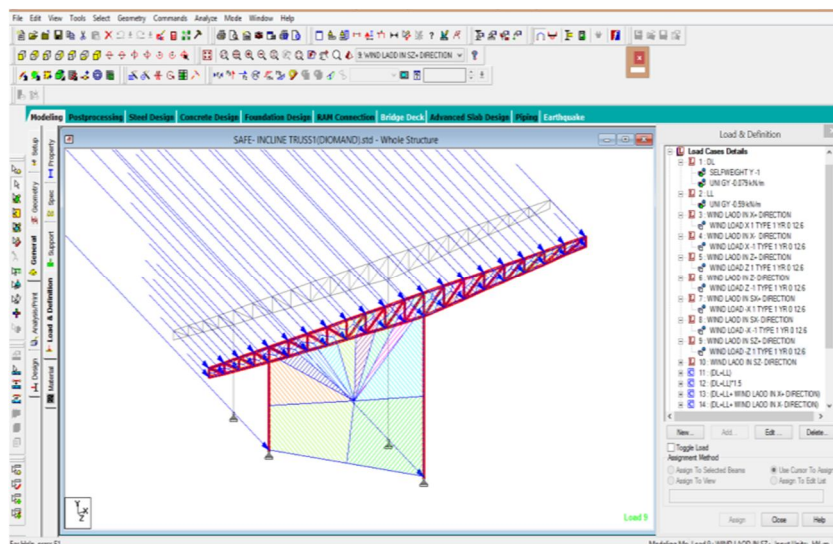 File Edit View Tools Select Geometry Commands Analyze Mode Window Help
9: WIND LAOD IN SZ+ DIRECTION
Modeling Postprocessing Steel Design Concrete Design Foundation Design RAM Connection Bridge Deck Advanced Slab Design Piping Earthquake
SAFE- INCLINE TRUSS1(DIOMAND).std - Whole Structure
Load & Definition
Setup
Geometry
General
Analysis/Print
Design
Property
Spec
Support
Load & Definition
Material
Load Cases Details
1 : DL
SELFWEIGHT Y -1
UNI GY -0.079 kN/m
2 : LL
UNI GY -0.59 kN/m
3 : WIND LAOD IN X+ DIRECTION
WIND LOAD X 1 TYPE 1 YR 0 12.6
4 : WIND LAOD IN X- DIRECTION
WIND LOAD X -1 TYPE 1 YR 0 12.6
5 : WIND LAOD IN Z+ DIRECTION
WIND LOAD Z 1 TYPE 1 YR 0 12.6
6 : WIND LAOD IN Z- DIRECTION
WIND LOAD Z -1 TYPE 1 YR 0 12.6
7 : WIND LAOD IN SX+ DIRECTION
WIND LOAD -X 1 TYPE 1 YR 0 12.6
8 : WIND LAOD IN SX- DIRECTION
WIND LOAD -X -1 TYPE 1 YR 0 12.6
9 : WIND LAOD IN SZ+ DIRECTION
WIND LOAD -Z 1 TYPE 1 YR 0 12.6
10 : WIND LAOD IN SZ- DIRECTION
11 : (DL+LL)
12 : (DL+LL)*1.5
13 : (DL+LL+ WIND LAOD IN X+ DIRECTION)
14 : (DL+LL+ WIND LAOD IN X- DIRECTION)
New... Add... Edit... Delete...
Toggle Load
Assignment Method
Assign To Selected Beams Use Cursor To Assign
Assign To View Assign To Edit List
Assign Close Help
Y
X
Z
Load 9